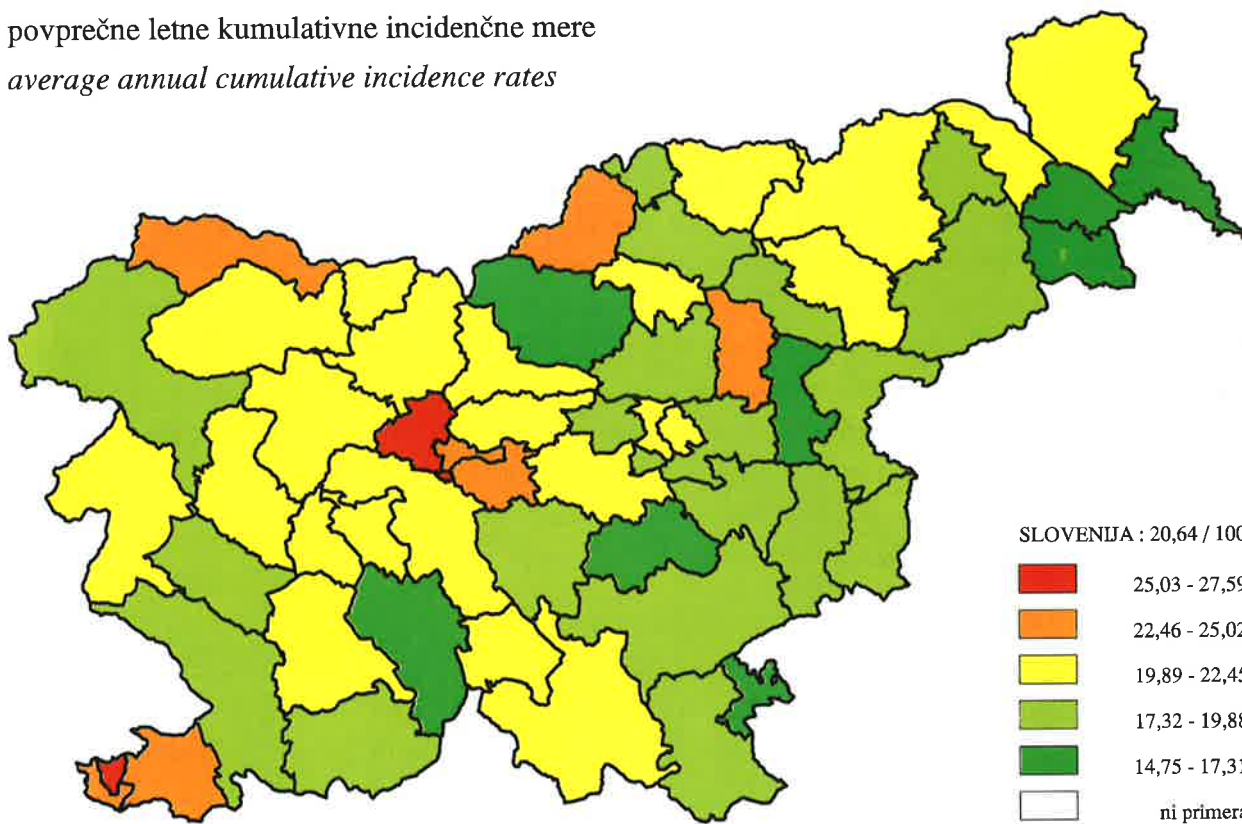 povprečne letne kumulativne incidenčne mere
average annual cumulative incidence rates
SLOVENIJA : 20,64 / 100
25,03 - 27,59
22,46 - 25,02
19,89 - 22,45
17,32 - 19,88
14,75 - 17,31
ni primera